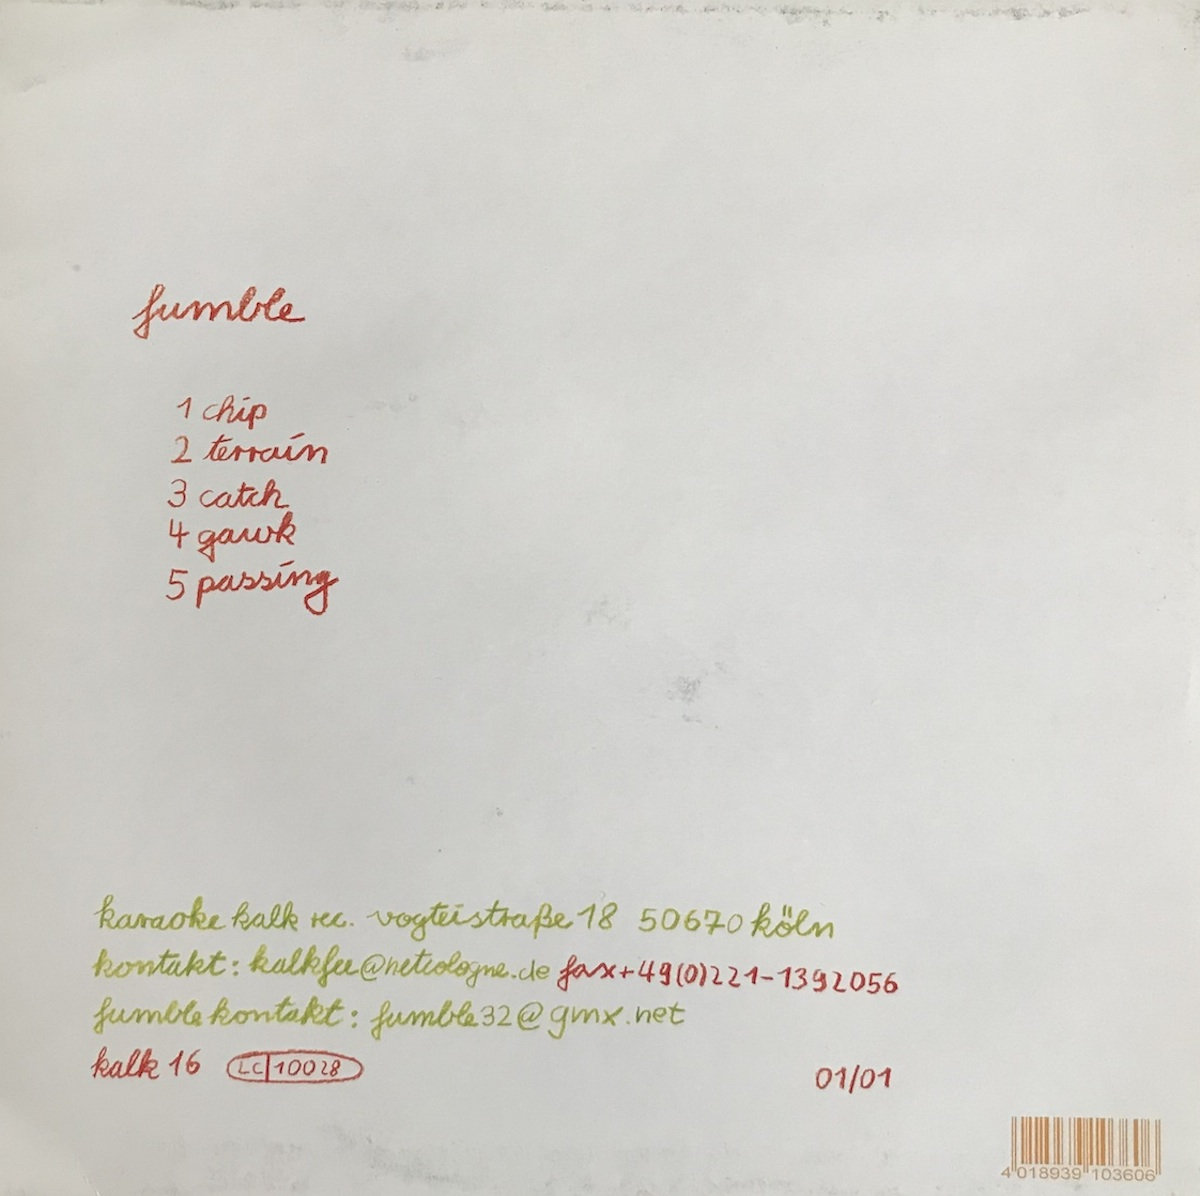 fumble
1 chip
2 terrain
3 catch
4 gawk
5 passing
karaoke kalk rec. vogteistraße 18 50670 köln
kontakt: kalkfee@netcologne.de fax+49(0)221-1392056
fumblekontakt: fumble32@gmx.net
kalk 16 LC 10028 01/01
4 018939 103606